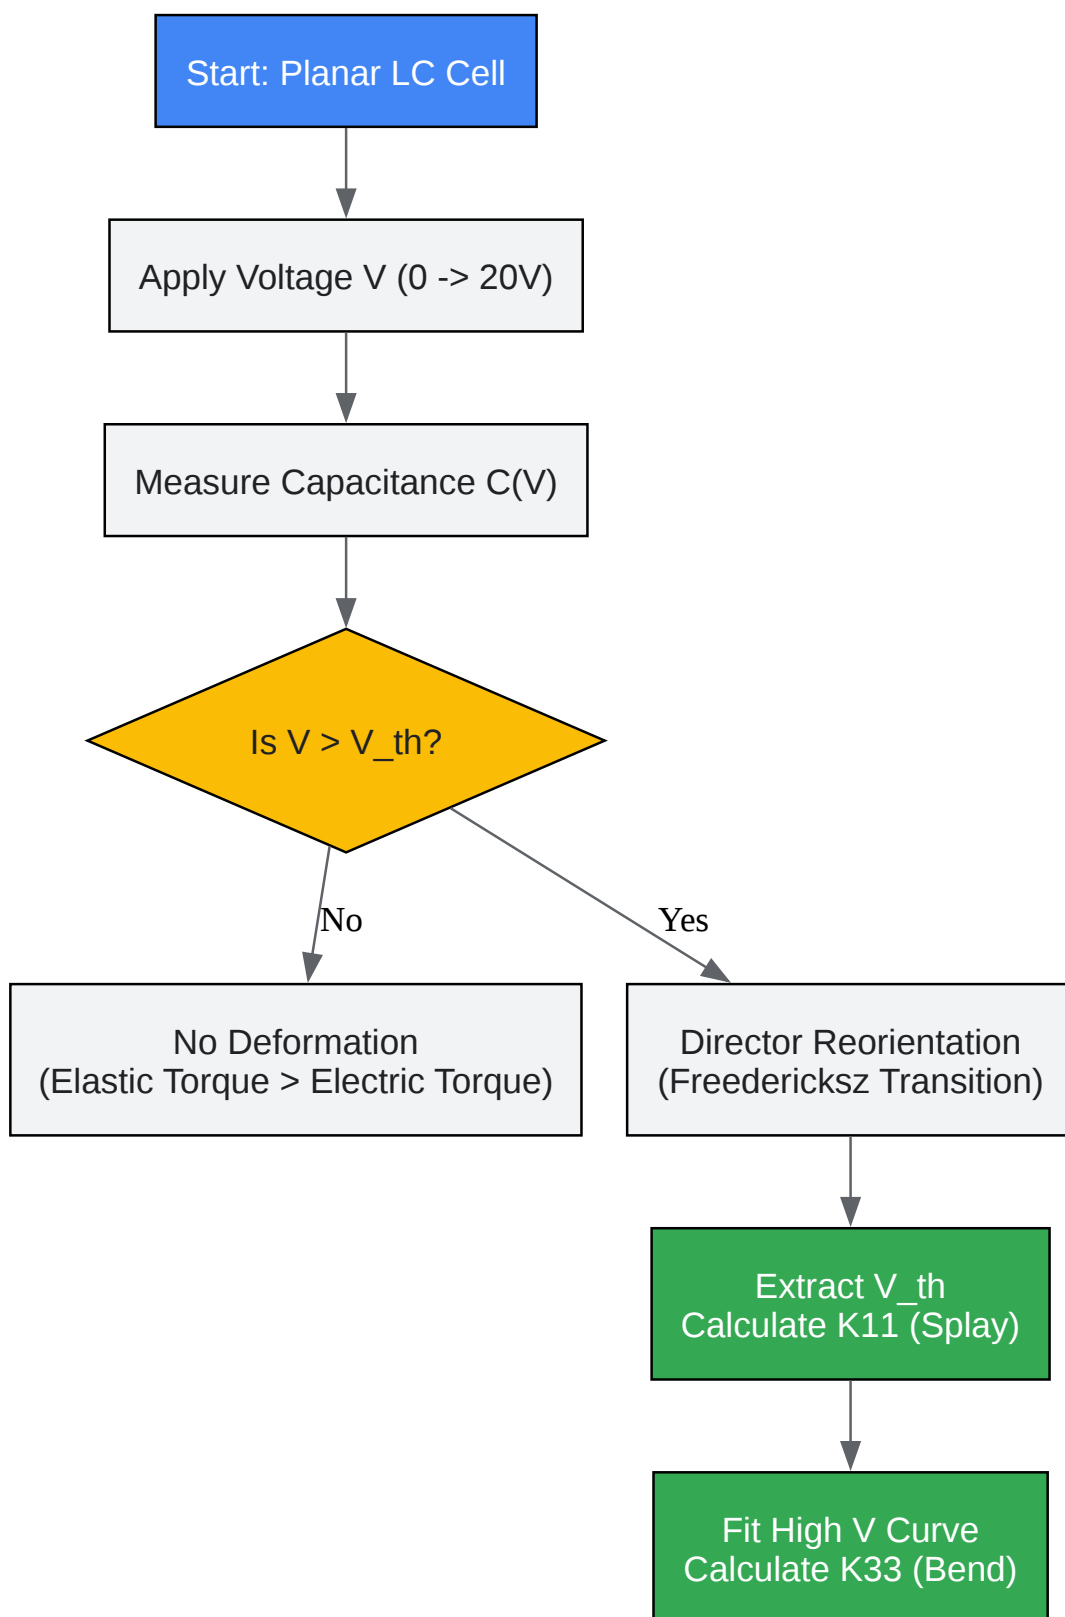 Start: Planar LC Cell
Apply Voltage V (0 -> 20V)
Measure Capacitance C(V)
Is V > V_th?
No
Yes
No Deformation
(Elastic Torque > Electric Torque)
Director Reorientation
(Freedericksz Transition)
Extract V_th
Calculate K11 (Splay)
Fit High V Curve
Calculate K33 (Bend)